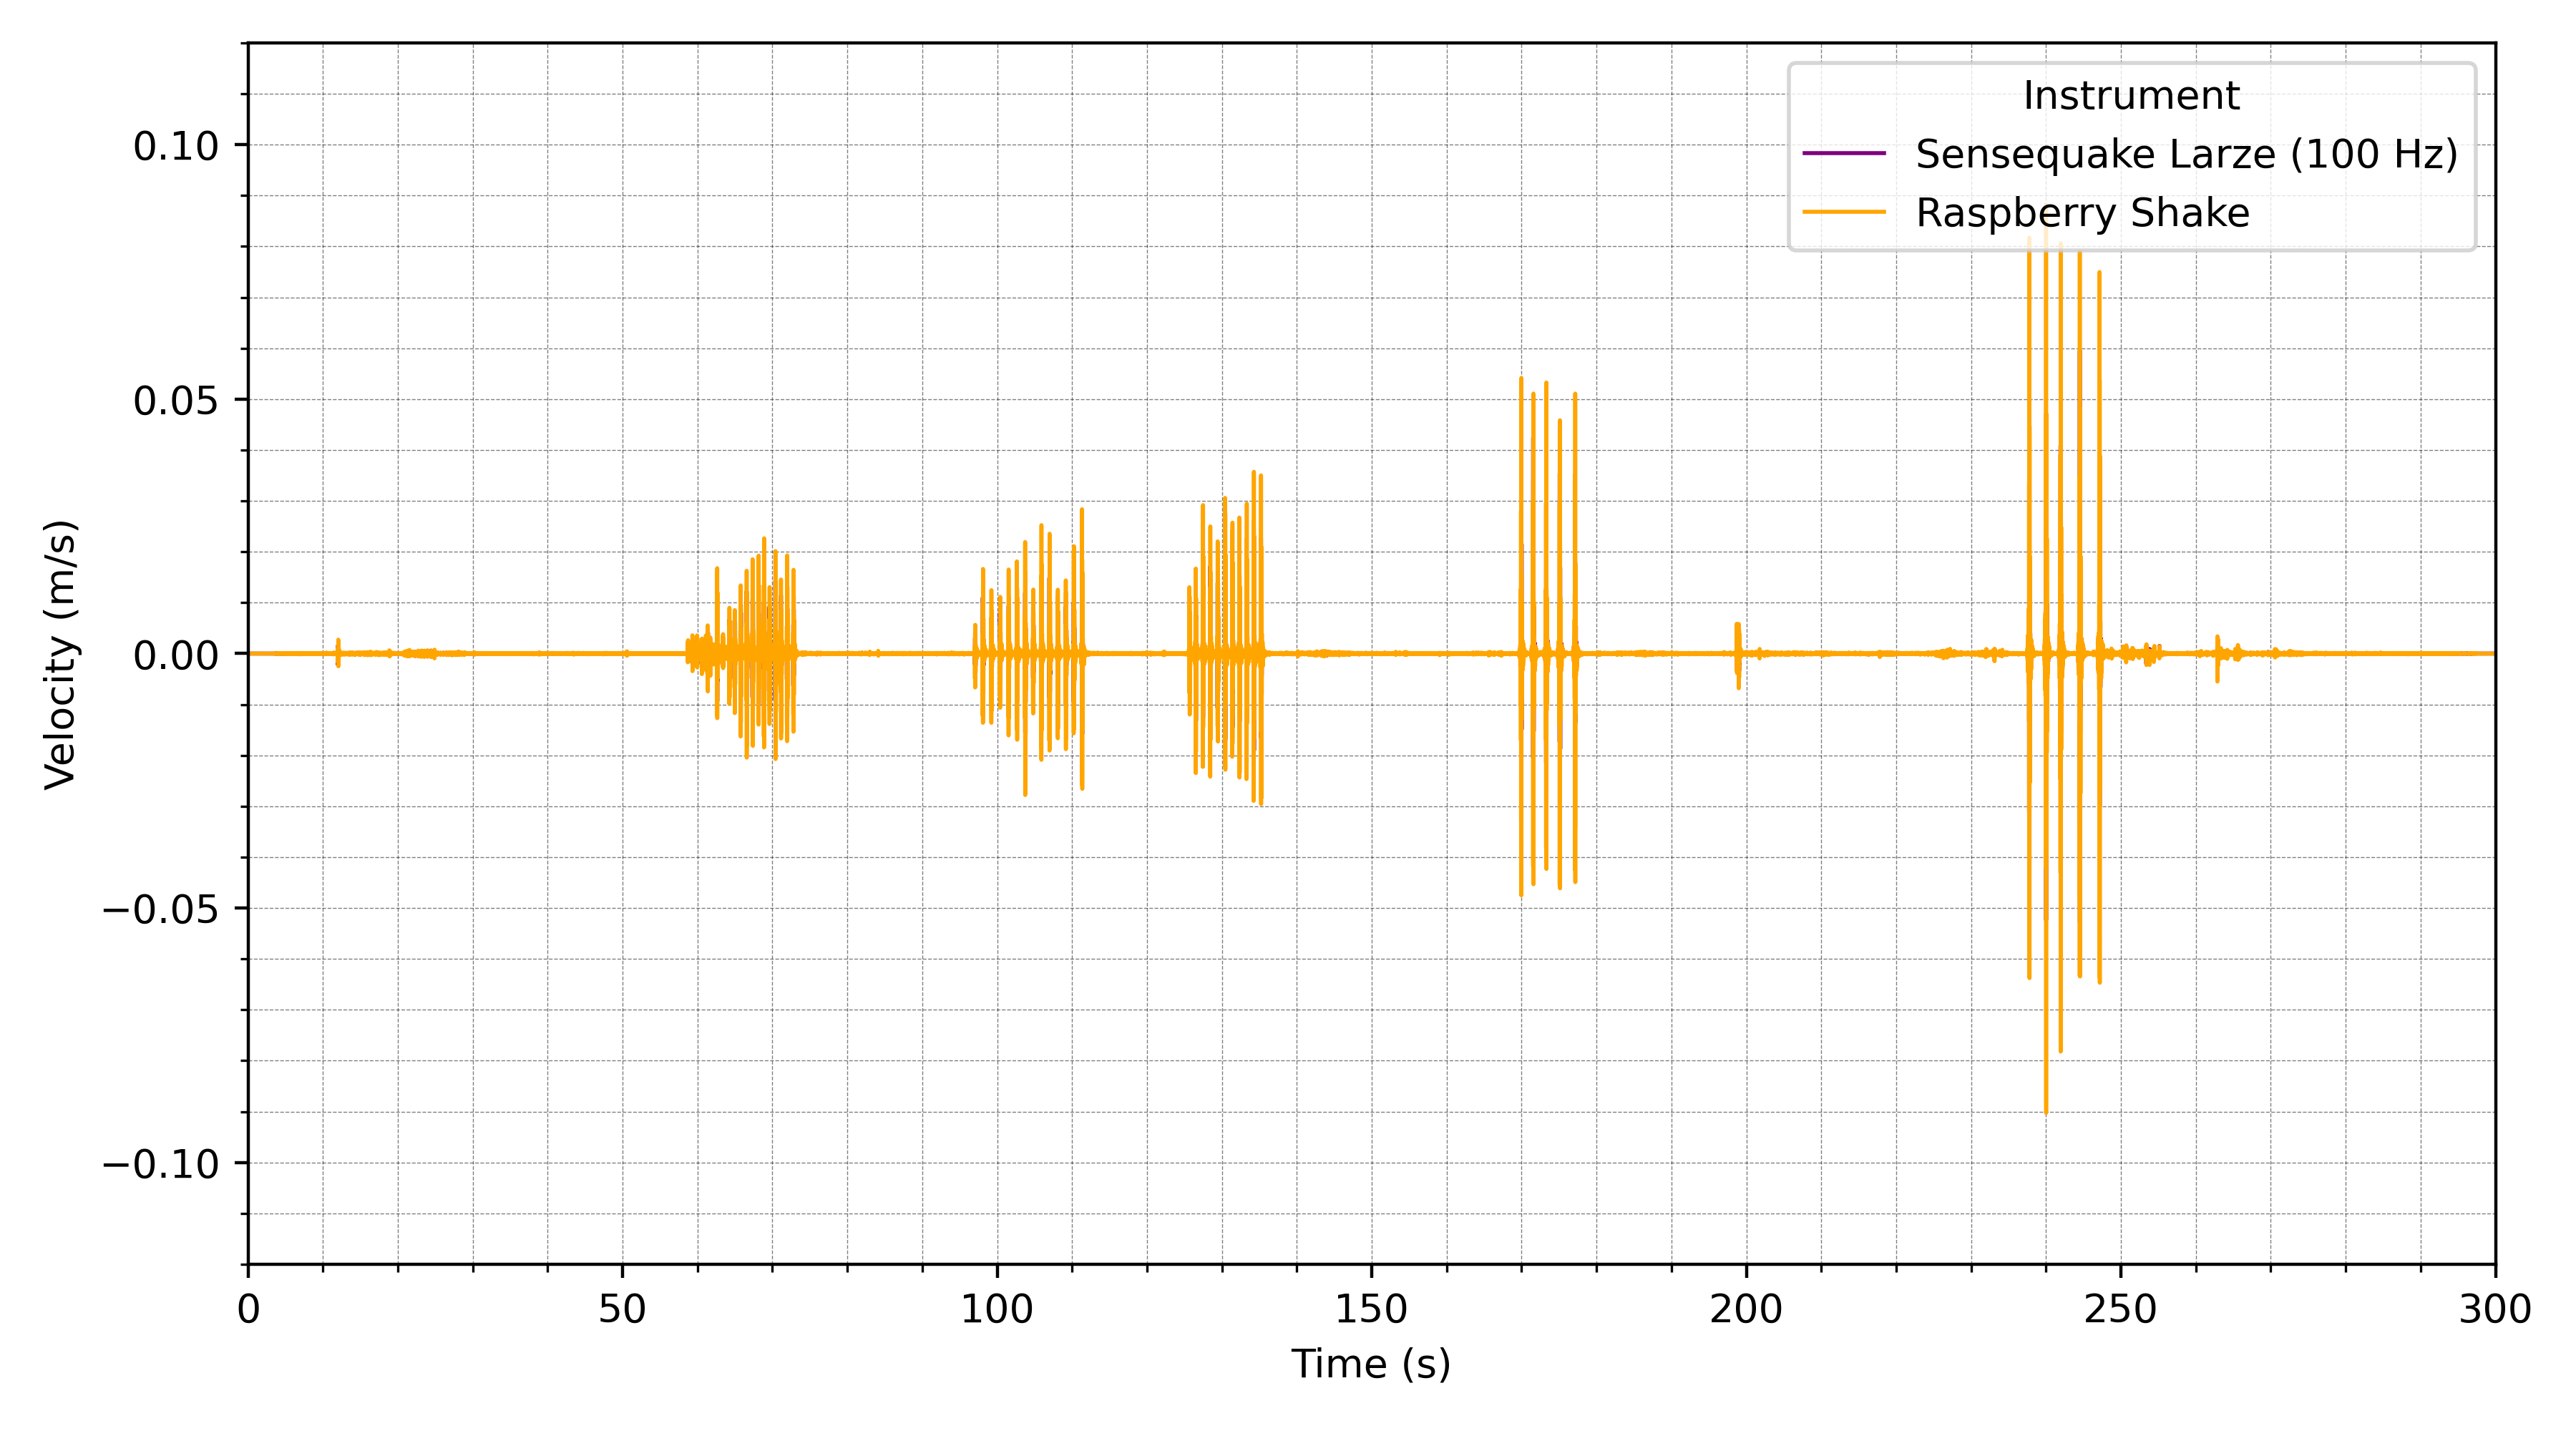 Instrument
Sensequake Larze (100 Hz)
Raspberry Shake
0.10
0.05
0.00
−0.05
−0.10
Velocity (m/s)
0 50 100 150 200 250 300
Time (s)